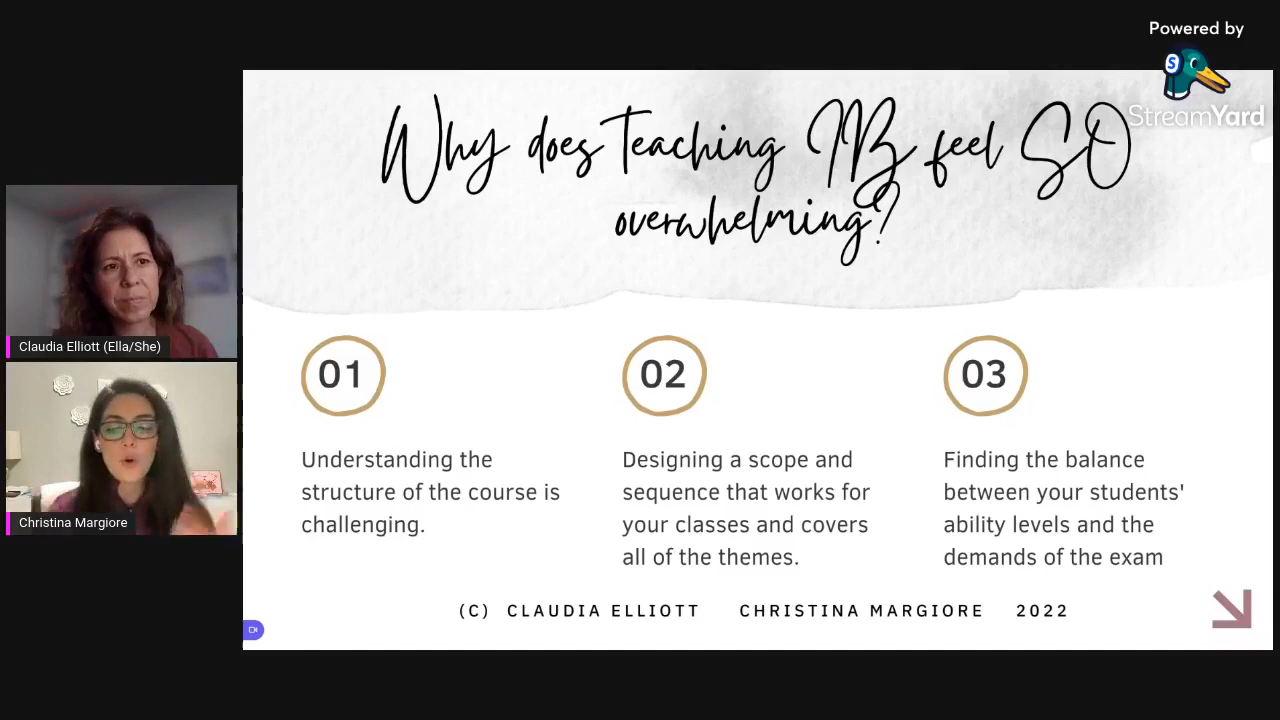 Powered by
S
StreamYard
Why does teaching IB feel SO
overwhelming?
Claudia Elliott (Ella/She)
Christina Margiore
01
Understanding the
structure of the course is
challenging.
02
Designing a scope and
sequence that works for
your classes and covers
all of the themes.
03
Finding the balance
between your students'
ability levels and the
demands of the exam
(C) CLAUDIA ELLIOTT CHRISTINA MARGIORE 2022